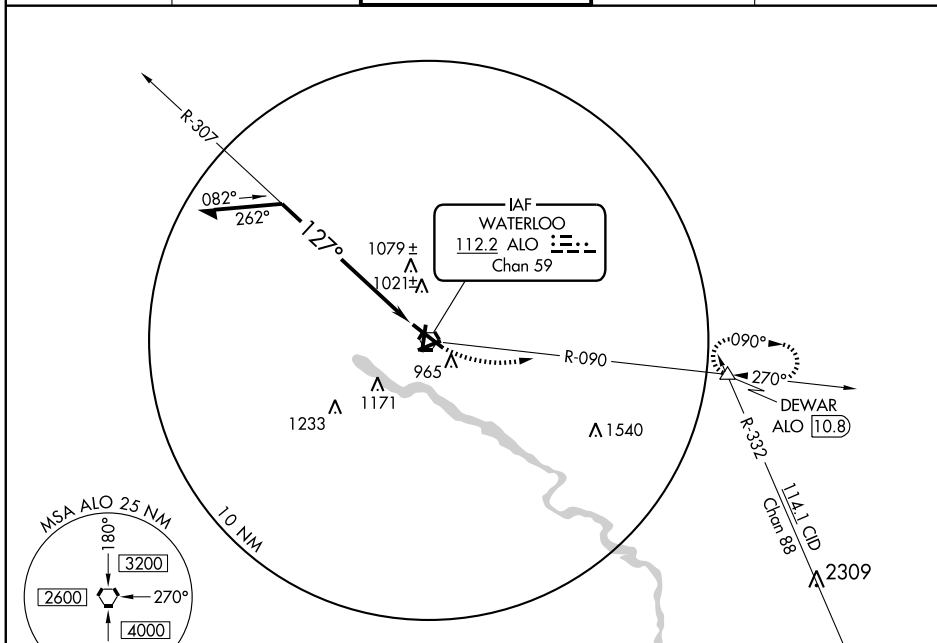 R-307
082°
262°
127°
IAF
WATERLOO
112.2 ALO
Chan 59
1079 ±
1021±
965
R-090
090°
270°
DEWAR
ALO 10.8
1171
1233
1540
R-332
114.1 CID
Chan 88
2309
10 NM
MSA ALO 25 NM
180°
3200
2600
270°
4000